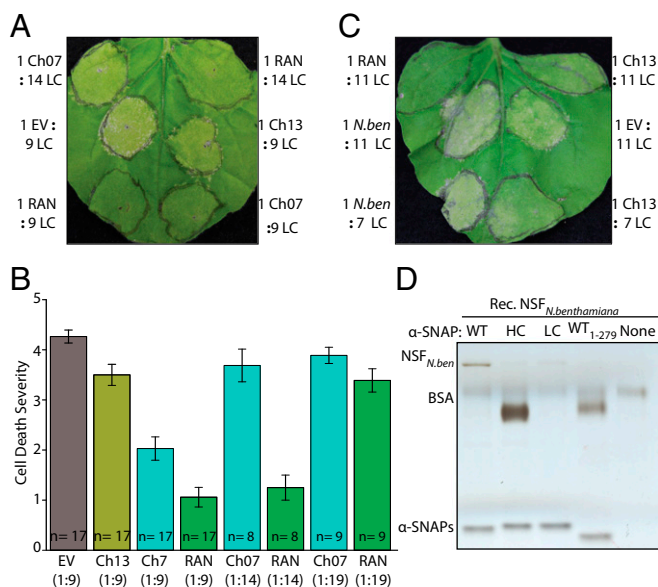 A
1 Ch07
:14 LC
1 EV:
9 LC
1 RAN
:9 LC
1 RAN
:14 LC
1 Ch13
:9 LC
1 Ch07
:9 LC
C
1 RAN
:11 LC
1 N.ben
:11 LC
1 N.ben
:7 LC
1 Ch13
:11 LC
1 EV:
11 LC
1 Ch13
:7 LC
B
Cell Death Severity
5
4
3
2
1
0
n= 17
n= 17
n= 17
n= 17
n= 8
n= 8
n= 9
n= 9
EV Ch13 Ch7 RAN Ch07 RAN Ch07 RAN
(1:9) (1:9) (1:9) (1:9) (1:14) (1:14) (1:19) (1:19)
D
Rec. NSF N.benthamiana
α-SNAP: WT HC LC WT1-279 None
NSF N.ben
BSA
α-SNAPs